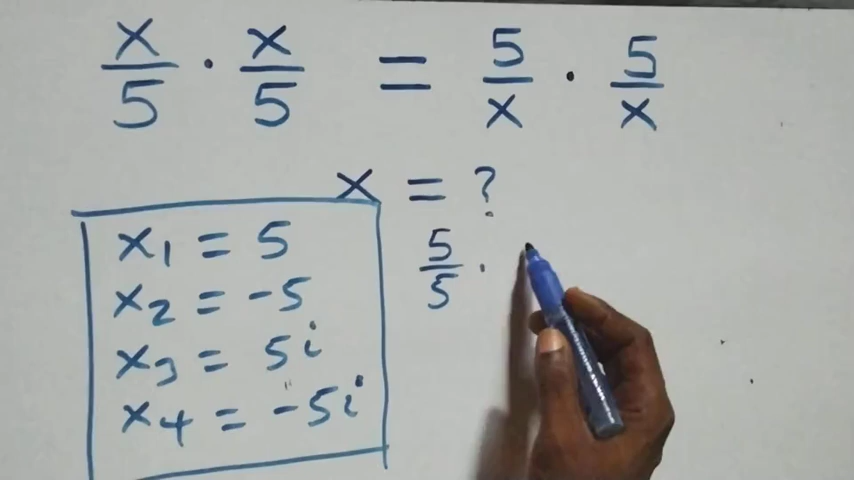 x/5 · x/5 = 5/x · 5/x
x = ?
x₁ = 5
x₂ = -5
x₃ = 5i
x₄ = -5i
5/5 ·